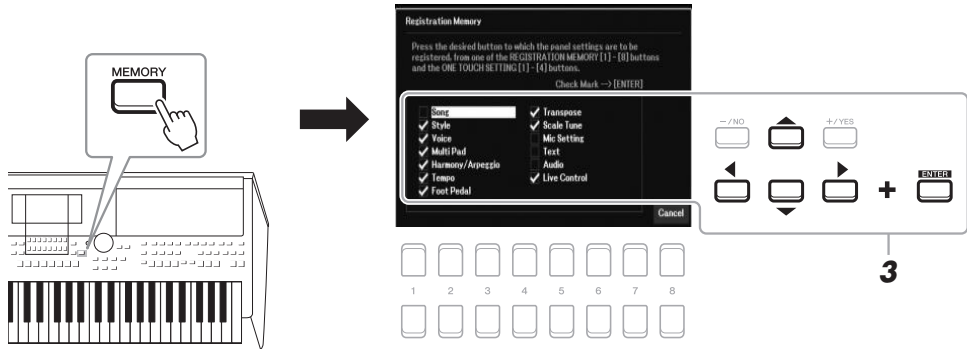 MEMORY
Registration Memory
Press the desired button to which the panel settings are to be
registered, from one of the REGISTRATION MEMORY [1] - [8] buttons
and the ONE TOUCH SETTING [1] - [4] buttons.
Check Mark --> [ENTER]
Song
Style
Voice
Multi Pad
Harmony/Arpeggio
Tempo
Foot Pedal
Transpose
Scale Tune
Mic Setting
Text
Audio
Live Control
Cancel
-/NO
+/YES
+
ENTER
3
1 2 3 4 5 6 7 8